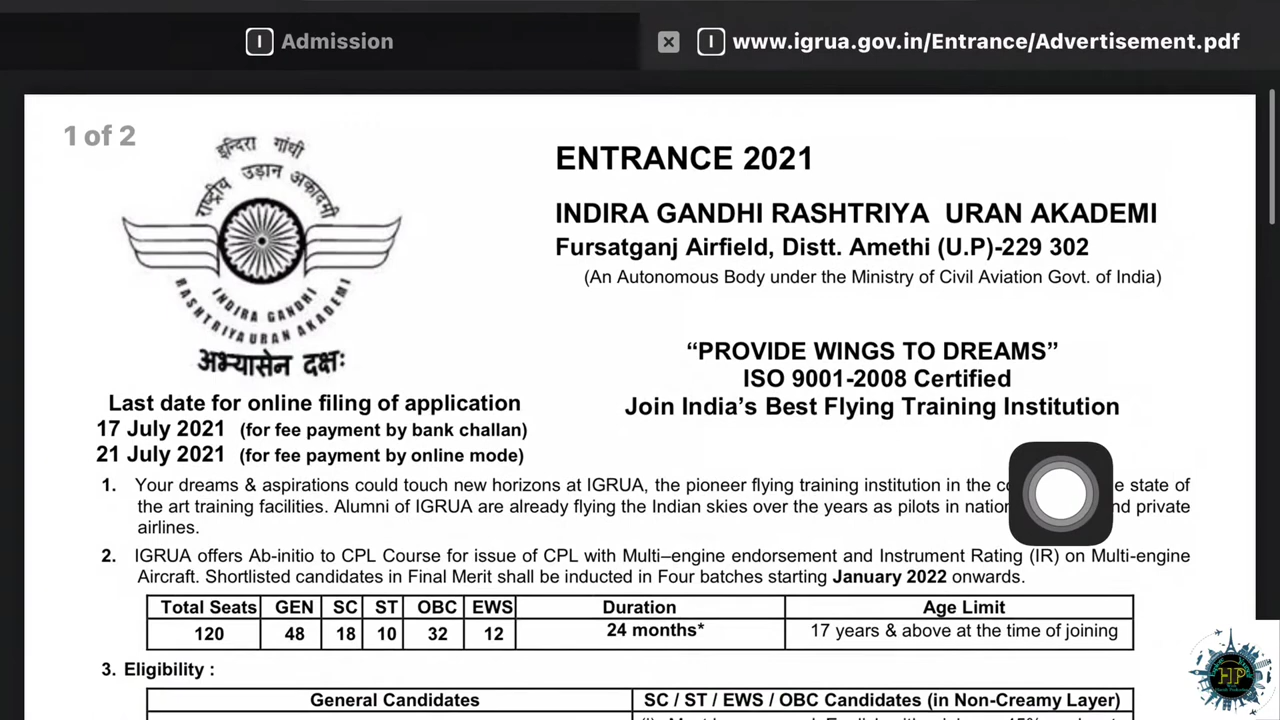 Admission
www.igrua.gov.in/Entrance/Advertisement.pdf
1 of 2
इन्दिरा गांधी
राष्ट्रीय उड़ान अकादमी
INDIRA GANDHI
RASHTRIYA URAN AKADEMI
अभ्यासेन दक्षः
ENTRANCE 2021
INDIRA GANDHI RASHTRIYA URAN AKADEMI
Fursatganj Airfield, Distt. Amethi (U.P)-229 302
(An Autonomous Body under the Ministry of Civil Aviation Govt. of India)
“PROVIDE WINGS TO DREAMS”
ISO 9001-2008 Certified
Join India’s Best Flying Training Institution
Last date for online filing of application
17 July 2021 (for fee payment by bank challan)
21 July 2021 (for fee payment by online mode)
1. Your dreams & aspirations could touch new horizons at IGRUA, the pioneer flying training institution in the state of
the art training facilities. Alumni of IGRUA are already flying the Indian skies over the years as pilots in private
airlines.
2. IGRUA offers Ab-initio to CPL Course for issue of CPL with Multi–engine endorsement and Instrument Rating (IR) on Multi-engine
Aircraft. Shortlisted candidates in Final Merit shall be inducted in Four batches starting January 2022 onwards.
Total Seats GEN SC ST OBC EWS Duration Age Limit
120 48 18 10 32 12 24 months* 17 years & above at the time of joining
3. Eligibility :
General Candidates SC / ST / EWS / OBC Candidates (in Non-Creamy Layer)
HP